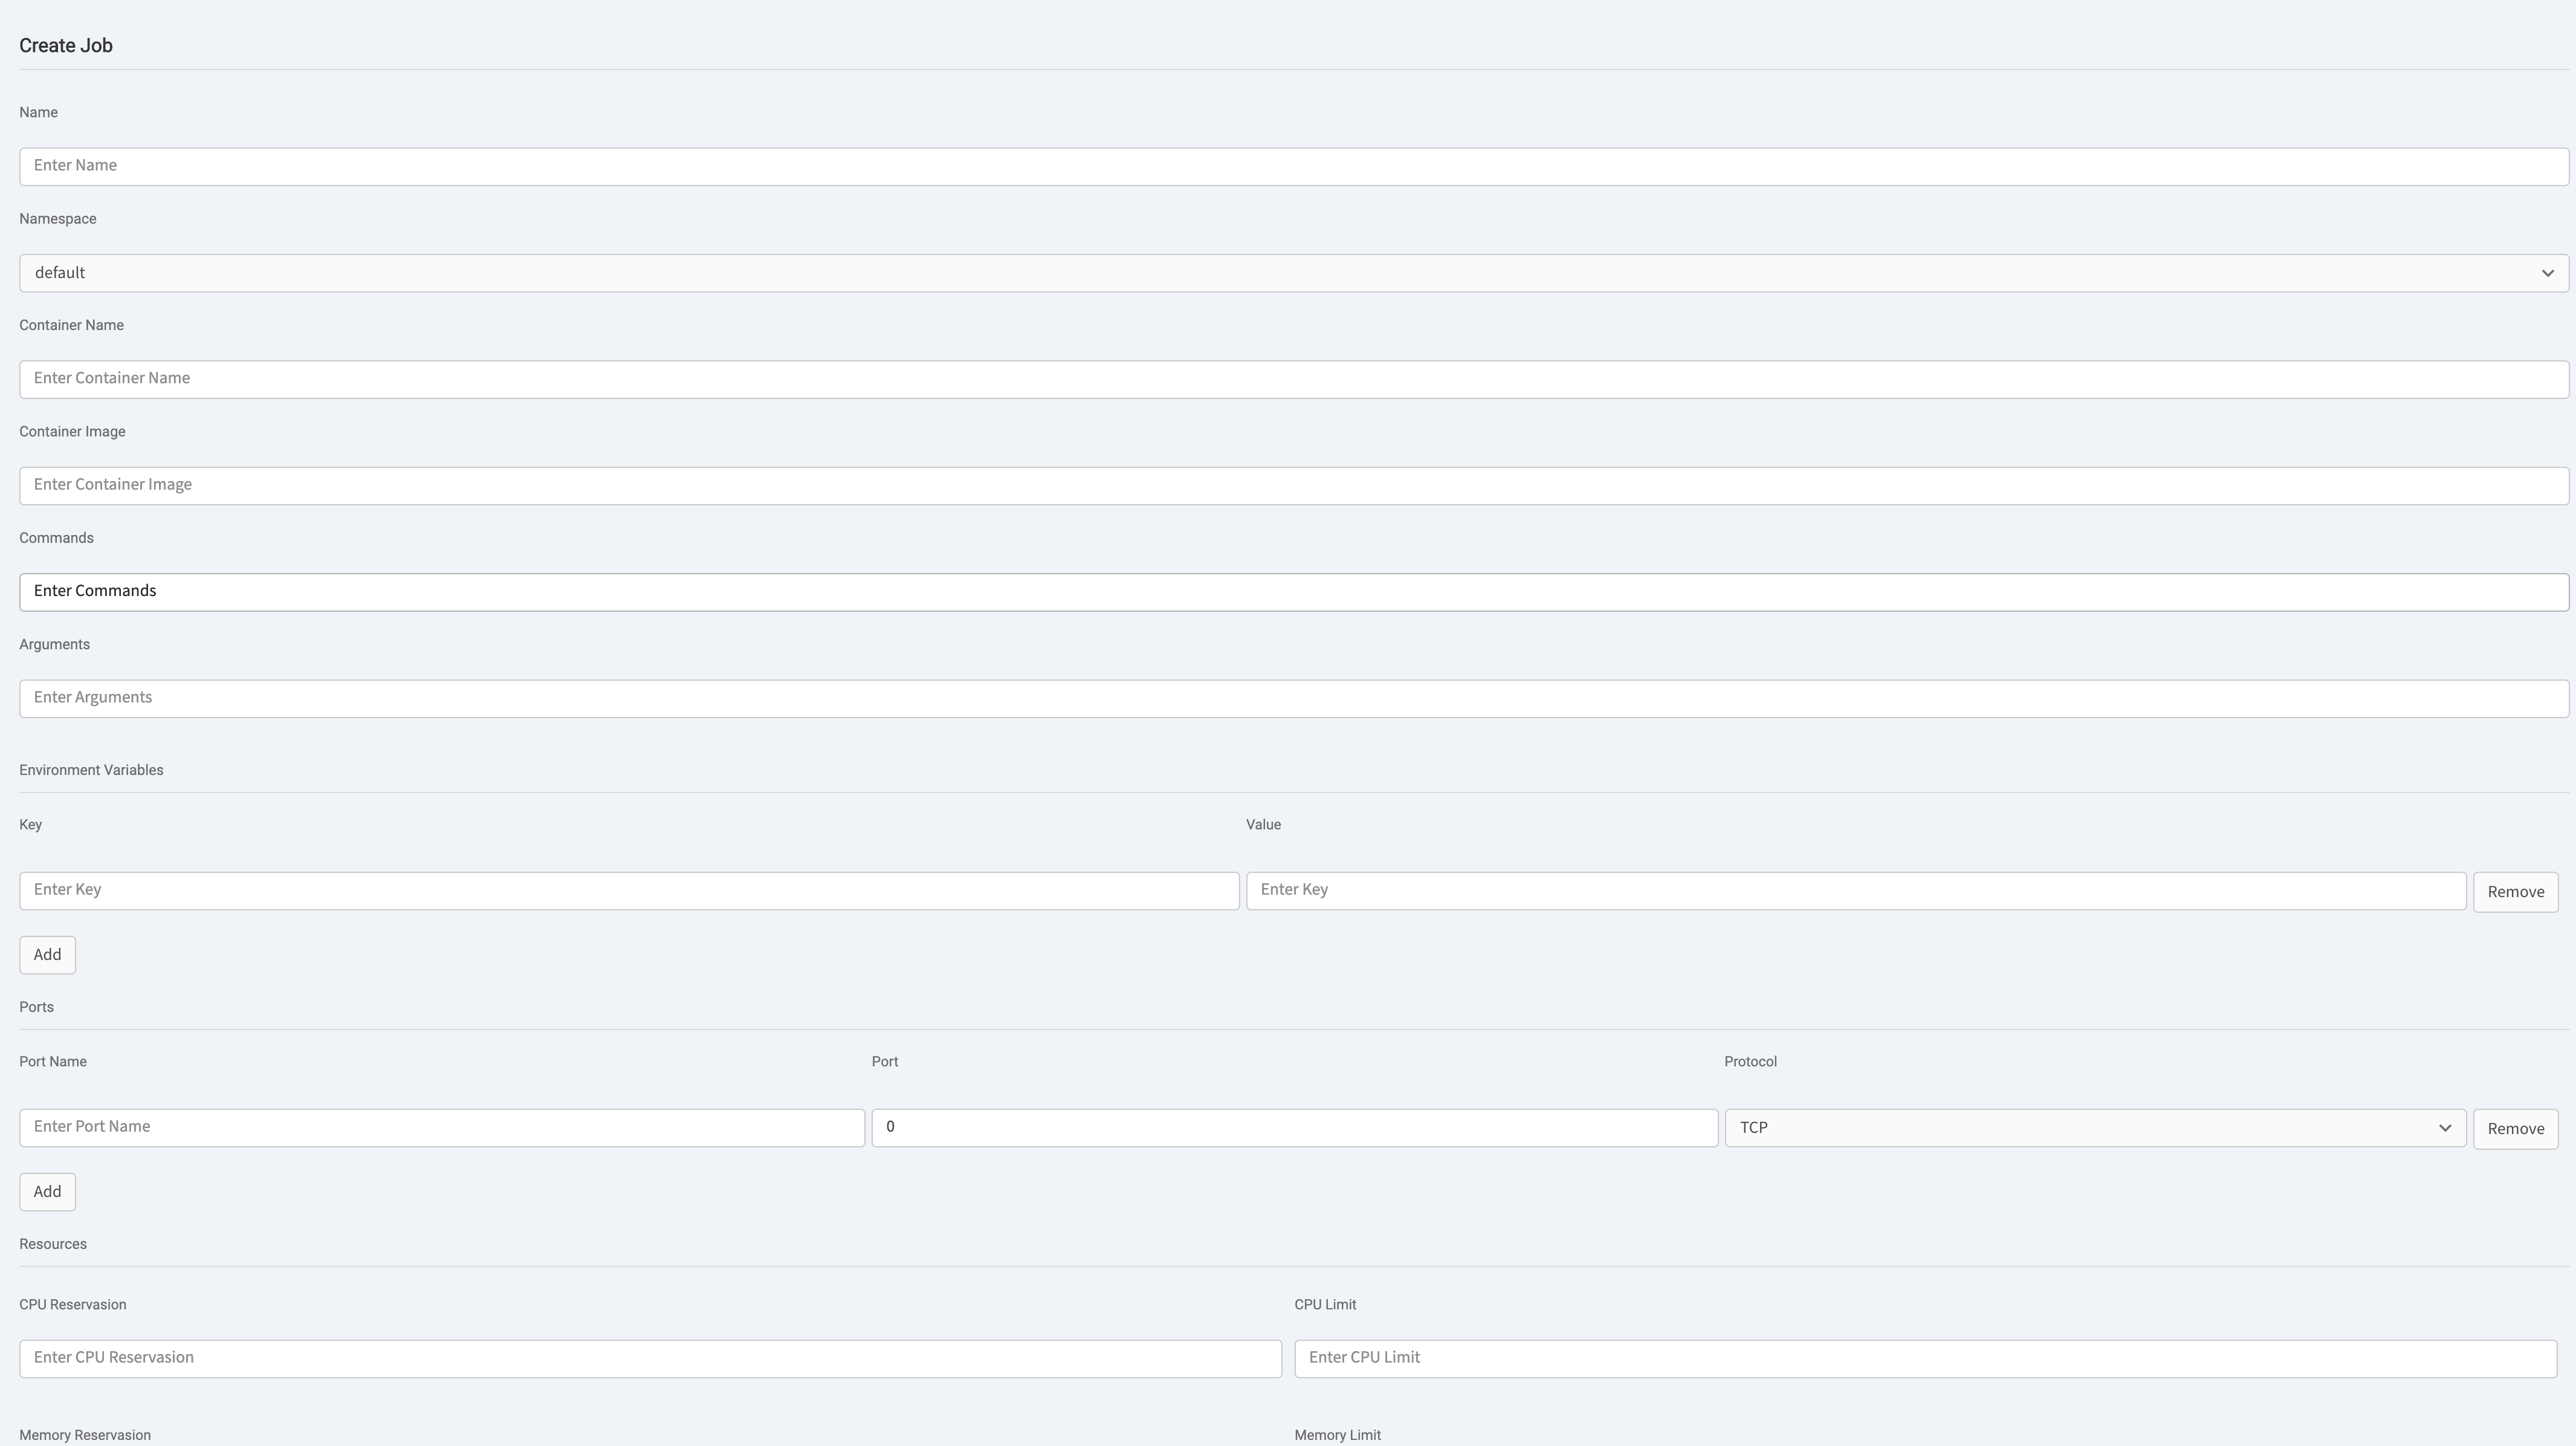 Create Job
Name
Enter Name
Namespace
default
Container Name
Enter Container Name
Container Image
Enter Container Image
Commands
Enter Commands
Arguments
Enter Arguments
Environment Variables
Key Value
Enter Key Enter Key Remove
Add
Ports
Port Name Port Protocol
Enter Port Name 0 TCP Remove
Add
Resources
CPU Reservasion CPU Limit
Enter CPU Reservasion Enter CPU Limit
Memory Reservasion Memory Limit